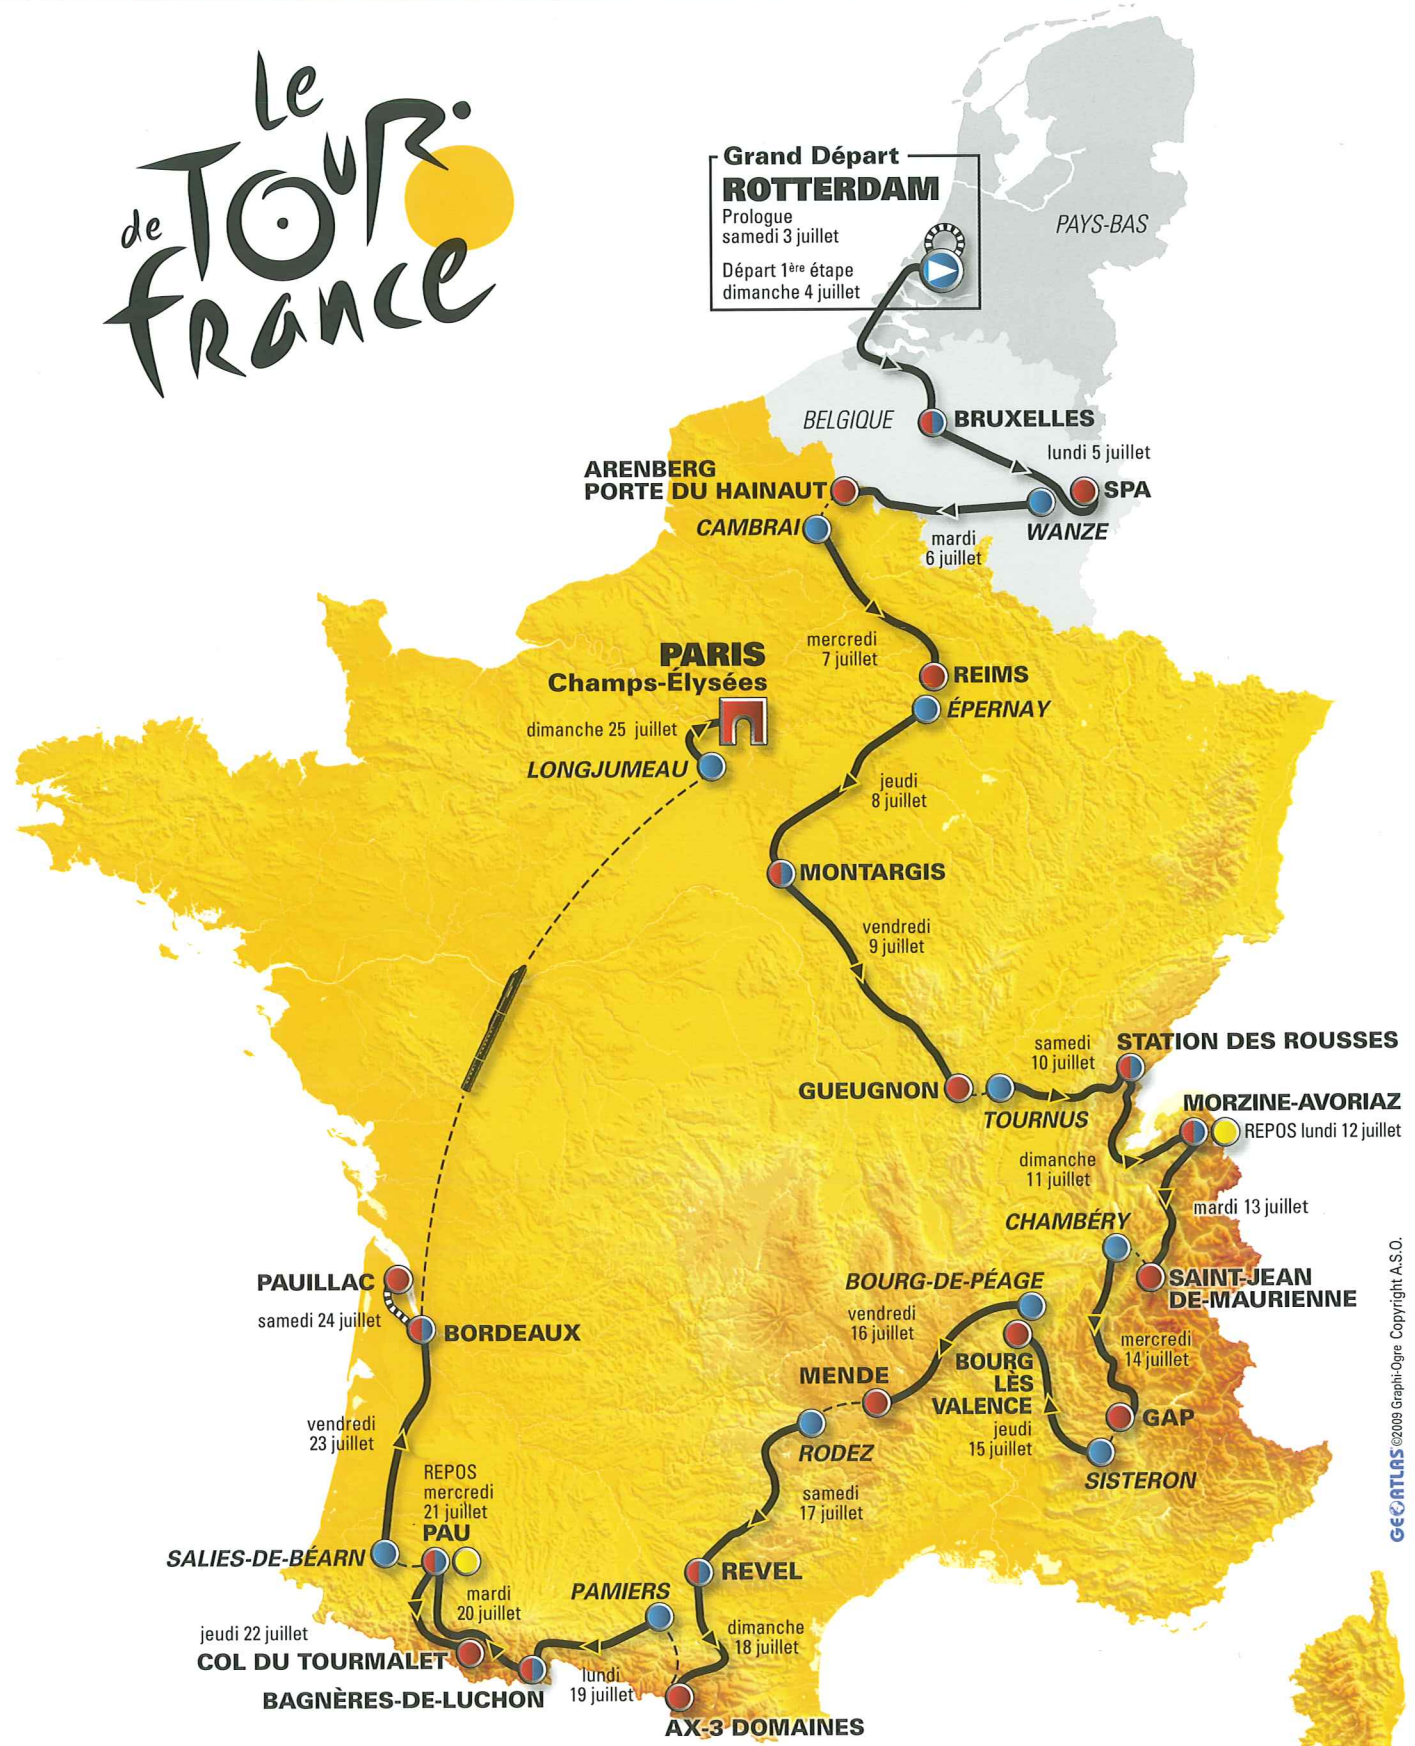 Le
TOUR
de
france
Grand Départ
ROTTERDAM
Prologue
samedi 3 juillet
Départ 1ère étape
dimanche 4 juillet
PAYS-BAS
BELGIQUE
BRUXELLES
lundi 5 juillet
ARENBERG
PORTE DU HAINAUT
SPA
WANZE
CAMBRAI
mardi
6 juillet
mercredi
7 juillet
PARIS
Champs-Élysées
REIMS
ÉPERNAY
dimanche 25 juillet
LONGJUMEAU
jeudi
8 juillet
MONTARGIS
vendredi
9 juillet
samedi
10 juillet
STATION DES ROUSSES
GUEUGNON
TOURNUS
MORZINE-AVORIAZ
REPOS lundi 12 juillet
dimanche
11 juillet
mardi 13 juillet
CHAMBÉRY
SAINT-JEAN
DE-MAURIENNE
BOURG-DE-PÉAGE
vendredi
16 juillet
mercredi
14 juillet
PAUILLAC
samedi 24 juillet
BORDEAUX
BOURG
LÈS
VALENCE
jeudi
15 juillet
MENDE
GAP
RODEZ
SISTERON
vendredi
23 juillet
REPOS
mercredi
21 juillet
PAU
samedi
17 juillet
SALIES-DE-BÉARN
REVEL
PAMIERS
mardi
20 juillet
dimanche
18 juillet
jeudi 22 juillet
COL DU TOURMALET
lundi
19 juillet
BAGNÈRES-DE-LUCHON
AX-3 DOMAINES
GEOATLAS ©2009 Graphi-Ogre Copyright A.S.O.